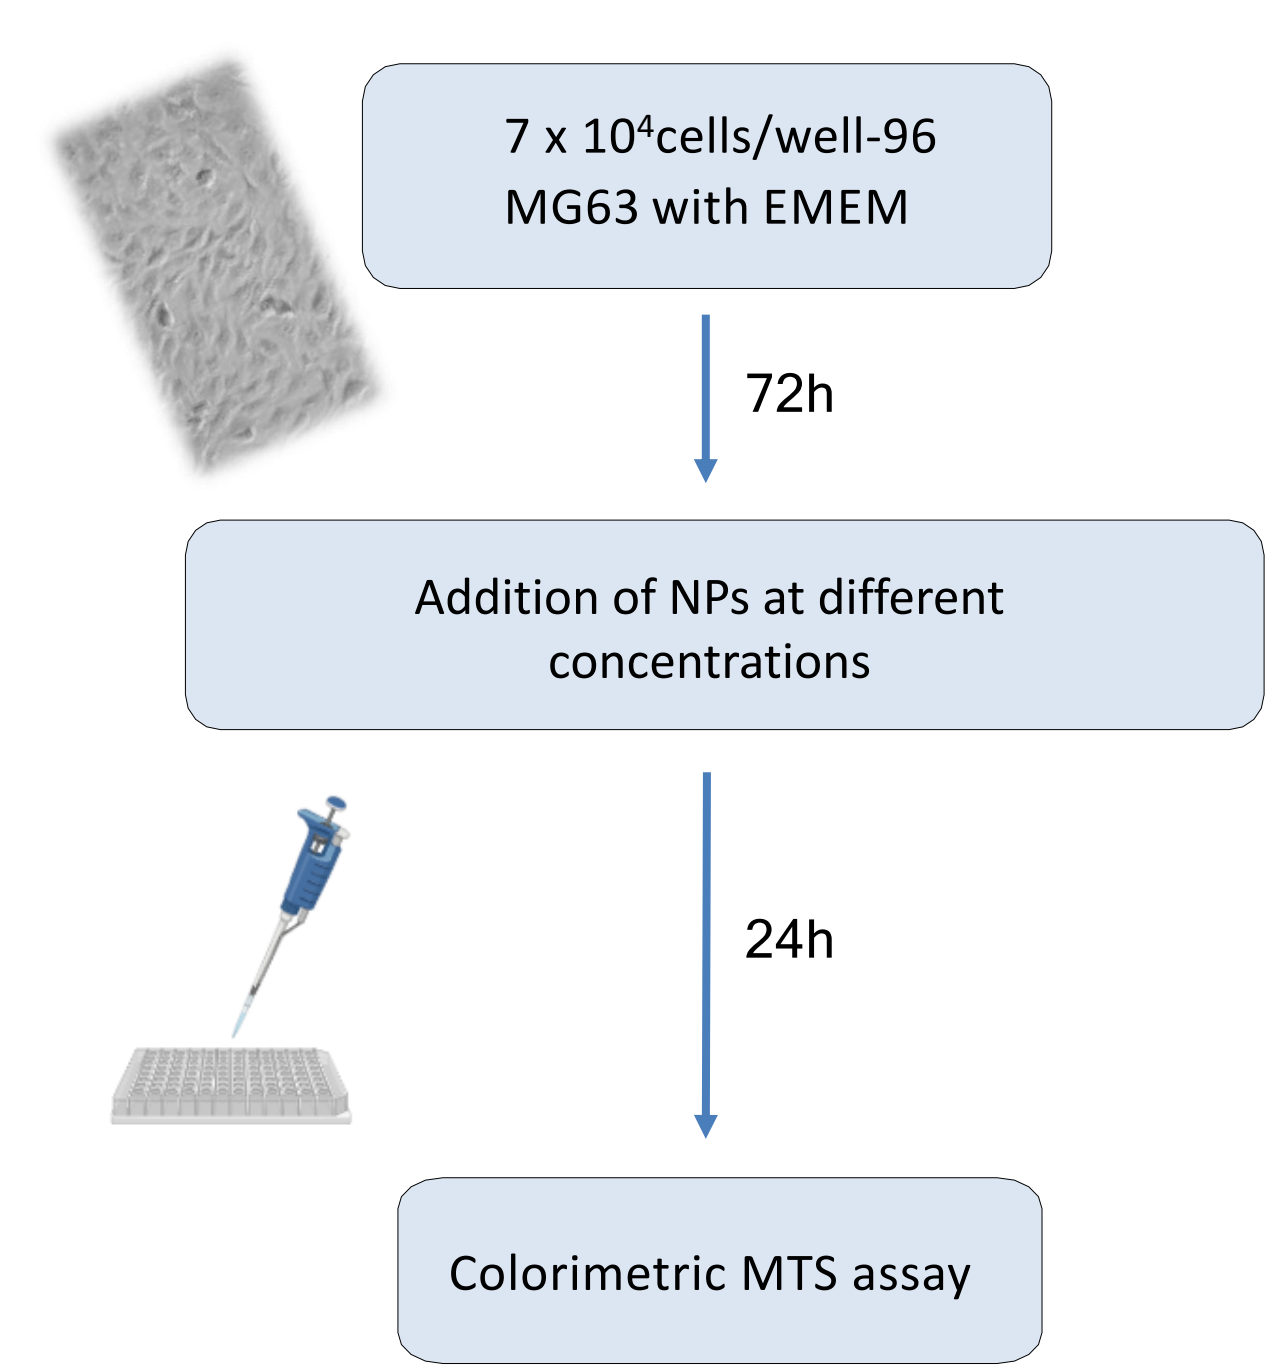 7 x 10⁴cells/well-96
MG63 with EMEM
72h
Addition of NPs at different
concentrations
24h
Colorimetric MTS assay